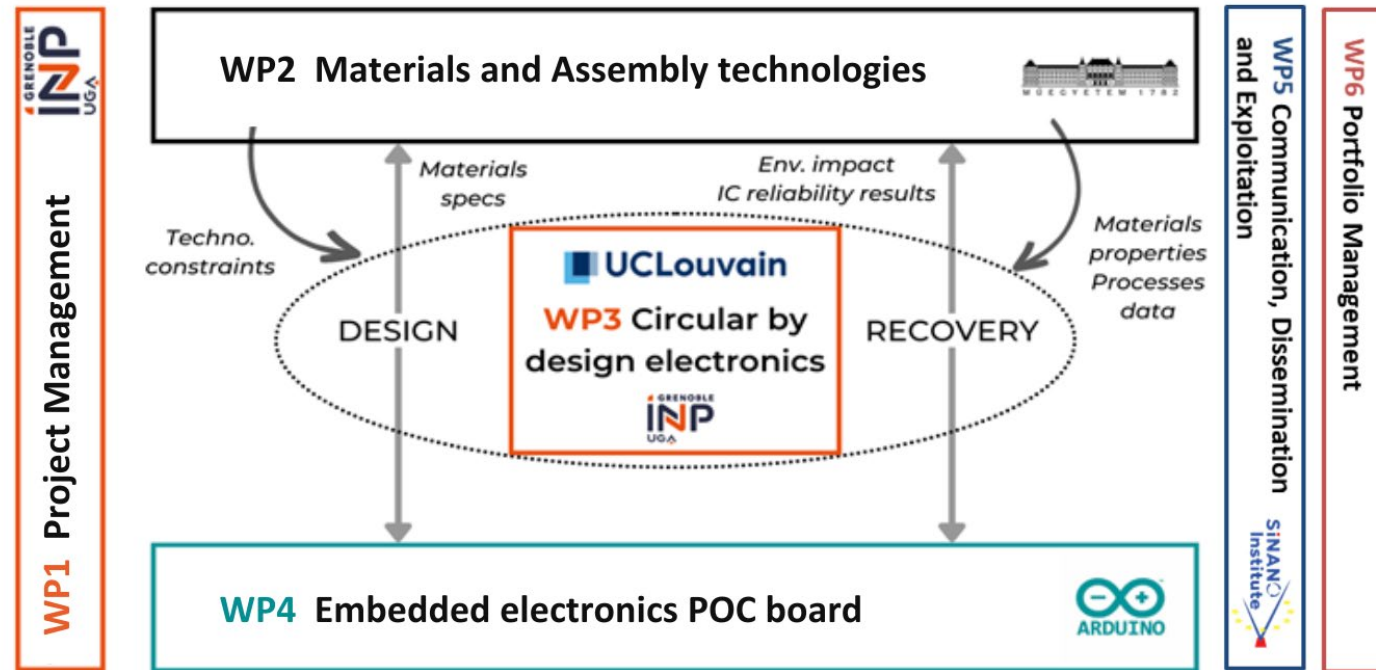 GRENOBLE
INP
UGA
WP1 Project Management
WP2 Materials and Assembly technologies
MŰEGYETEM 1782
Materials
specs
Env. impact
IC reliability results
Techno.
constraints
Materials
properties
Processes
data
DESIGN
UCLouvain
WP3 Circular by
design electronics
GRENOBLE
INP
UGA
RECOVERY
WP4 Embedded electronics POC board
ARDUINO
WP5 Communication, Dissemination
and Exploitation
SiNANO
Institute
WP6 Portfolio Management